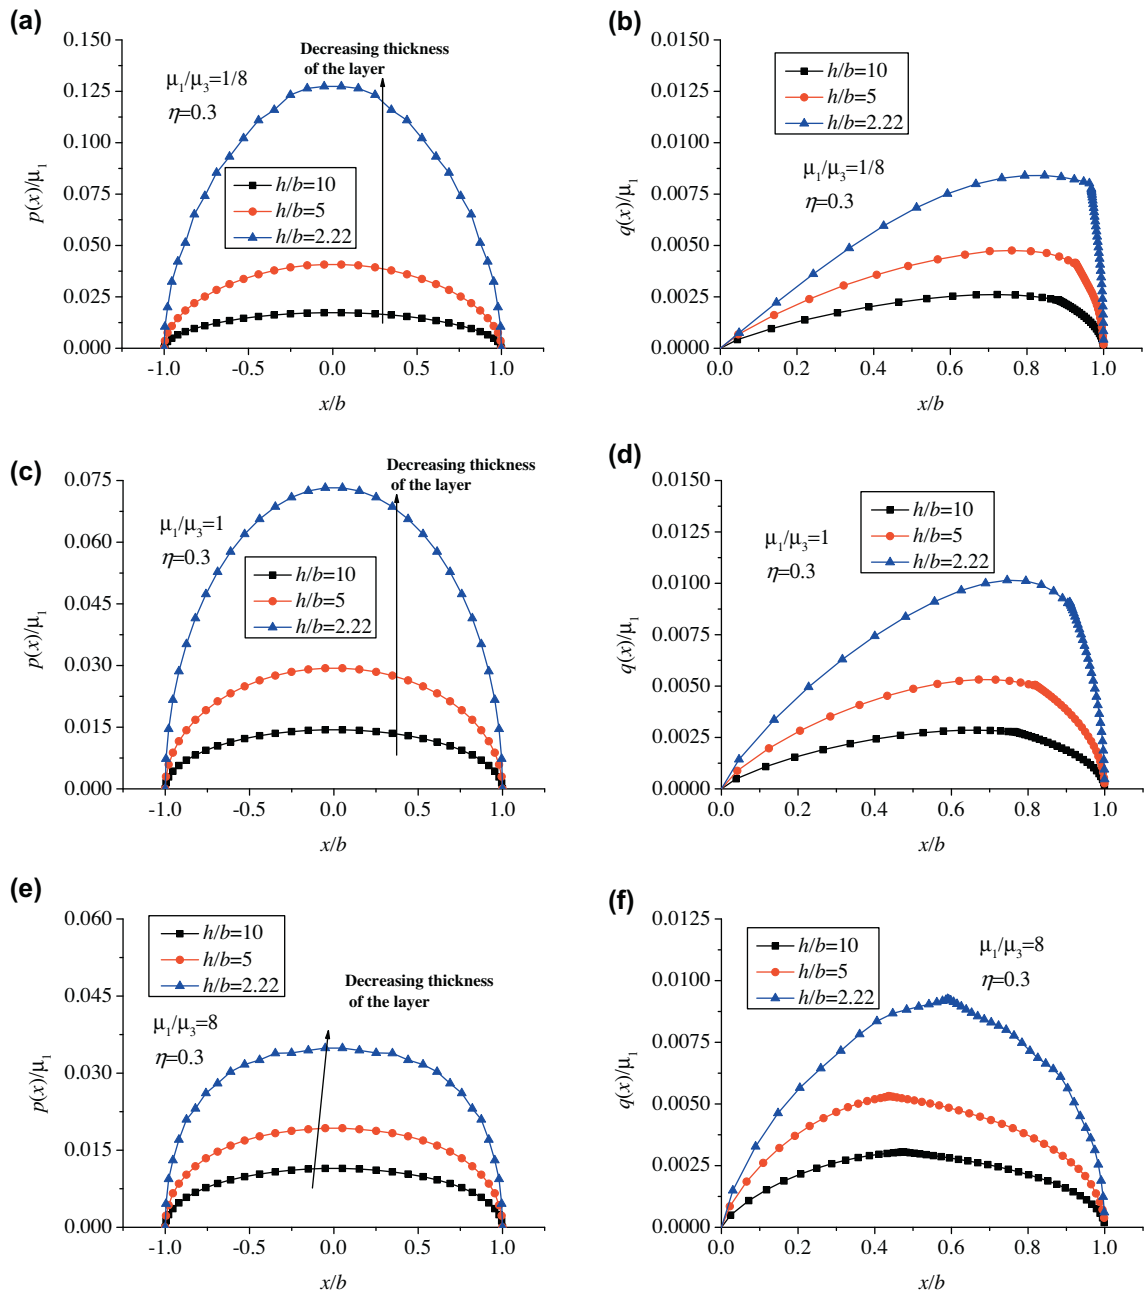 (a)
0.150
0.125
0.100
0.075
0.050
0.025
0.000
p(x)/μ₁
Decreasing thickness
of the layer
μ₁/μ₃=1/8
η=0.3
h/b=10
h/b=5
h/b=2.22
-1.0 -0.5 0.0 0.5 1.0
x/b
(b)
0.0150
0.0125
0.0100
0.0075
0.0050
0.0025
0.0000
q(x)/μ₁
h/b=10
h/b=5
h/b=2.22
μ₁/μ₃=1/8
η=0.3
0.0 0.2 0.4 0.6 0.8 1.0
x/b
(c)
0.075
0.060
0.045
0.030
0.015
0.000
p(x)/μ₁
Decreasing thickness
of the layer
μ₁/μ₃=1
η=0.3
h/b=10
h/b=5
h/b=2.22
-1.0 -0.5 0.0 0.5 1.0
x/b
(d)
0.0150
0.0125
0.0100
0.0075
0.0050
0.0025
0.0000
q(x)/μ₁
h/b=10
h/b=5
h/b=2.22
μ₁/μ₃=1
η=0.3
0.0 0.2 0.4 0.6 0.8 1.0
x/b
(e)
0.060
0.045
0.030
0.015
0.000
p(x)/μ₁
h/b=10
h/b=5
h/b=2.22
Decreasing thickness
of the layer
μ₁/μ₃=8
η=0.3
-1.0 -0.5 0.0 0.5 1.0
x/b
(f)
0.0125
0.0100
0.0075
0.0050
0.0025
0.0000
q(x)/μ₁
h/b=10
h/b=5
h/b=2.22
μ₁/μ₃=8
η=0.3
0.0 0.2 0.4 0.6 0.8 1.0
x/b